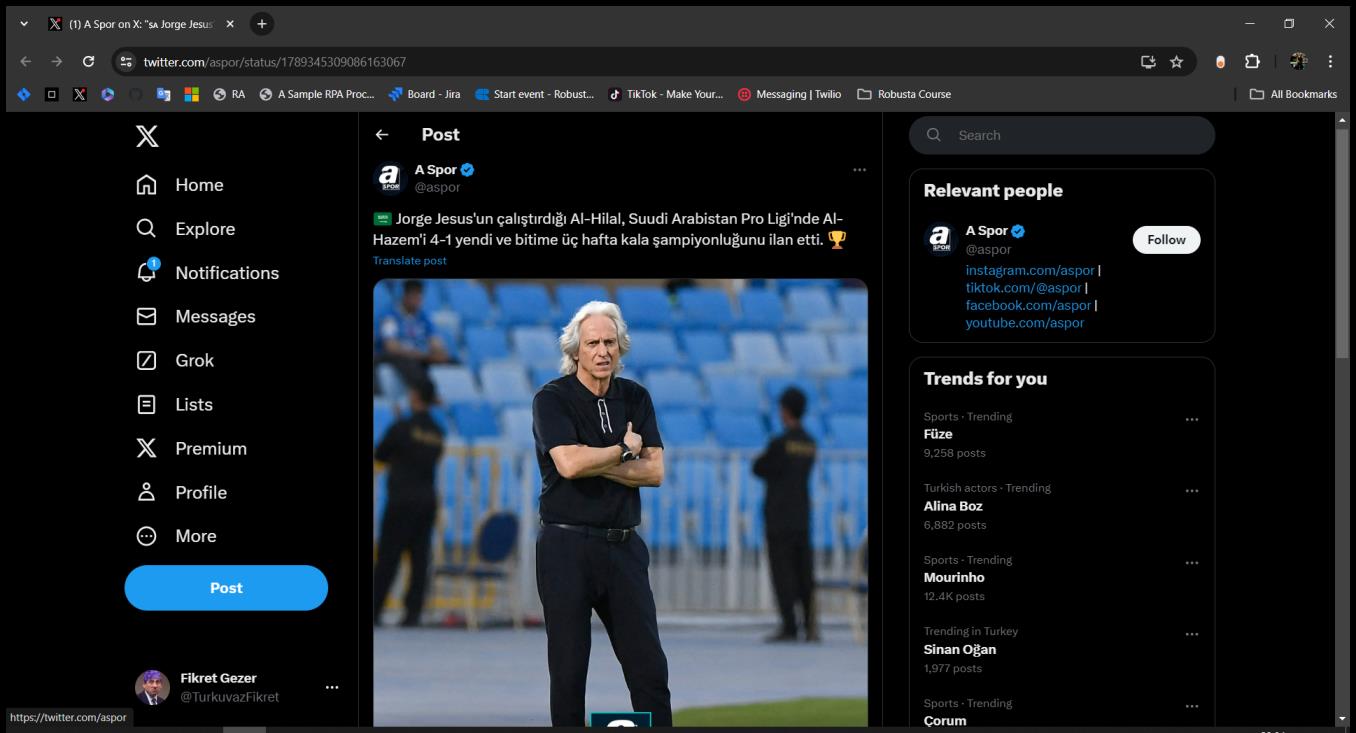 (1) A Spor on X: "🇸🇦 Jorge Jesus'
twitter.com/aspor/status/1789345309086163067
RA
A Sample RPA Proc...
Board - Jira
Start event - Robust...
TikTok - Make Your...
Messaging | Twilio
Robusta Course
All Bookmarks
Home
Explore
1
Notifications
Messages
Grok
Lists
Premium
Profile
More
Post
Fikret Gezer
@TurkuvazFikret
https://twitter.com/aspor
Post
a
SPOR
A Spor
@aspor
🇸🇦 Jorge Jesus'un çalıştırdığı Al-Hilal, Suudi Arabistan Pro Ligi'nde Al-
Hazem'i 4-1 yendi ve bitime üç hafta kala şampiyonluğunu ilan etti. 🏆
Translate post
Search
Relevant people
a
SPOR
A Spor
@aspor
Follow
instagram.com/aspor |
tiktok.com/@aspor |
facebook.com/aspor |
youtube.com/aspor
Trends for you
Sports · Trending
Füze
9,258 posts
Turkish actors · Trending
Alina Boz
6,882 posts
Sports · Trending
Mourinho
12.4K posts
Trending in Turkey
Sinan Oğan
1,977 posts
Sports · Trending
Çorum